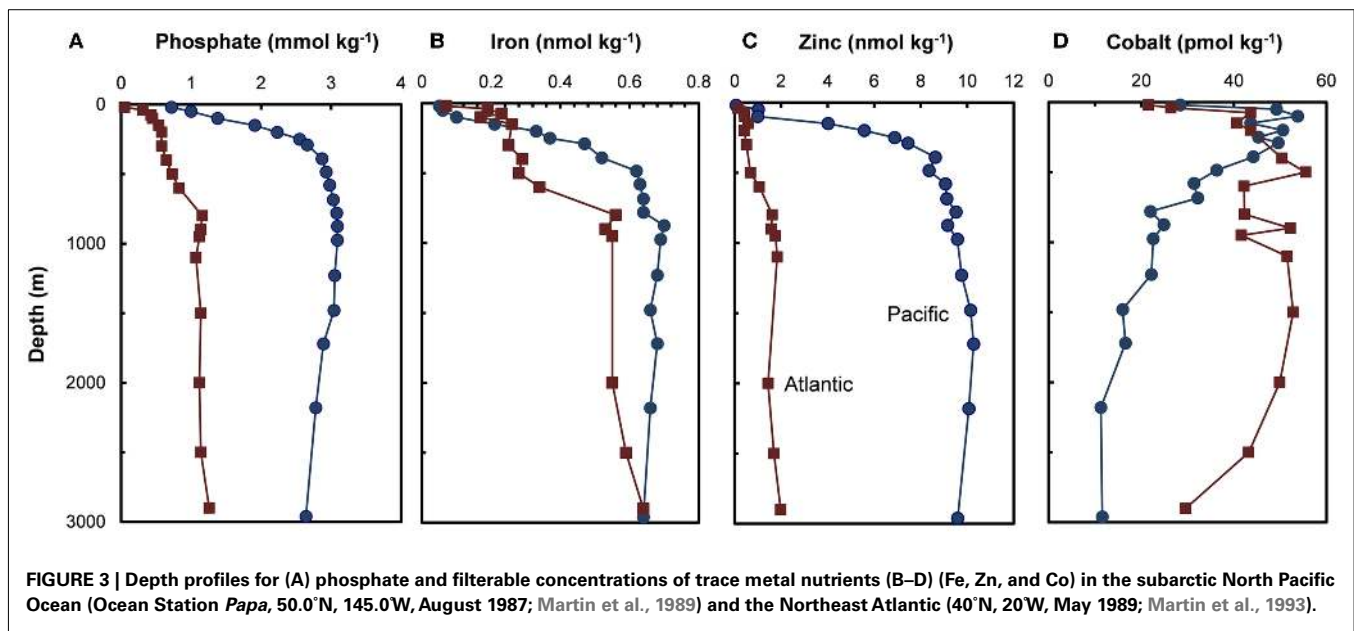 A Phosphate (mmol kg⁻¹) B Iron (nmol kg⁻¹) C Zinc (nmol kg⁻¹) D Cobalt (pmol kg⁻¹)
0 1 2 3 4 0.2 0.4 0.6 0.8 0 2 4 6 8 10 12 0 20 40 60
0
1000
2000
3000
Depth (m)
Pacific
Atlantic
FIGURE 3 | Depth profiles for (A) phosphate and filterable concentrations of trace metal nutrients (B–D) (Fe, Zn, and Co) in the subarctic North Pacific
Ocean (Ocean Station Papa, 50.0°N, 145.0°W, August 1987; Martin et al., 1989) and the Northeast Atlantic (40°N, 20°W, May 1989; Martin et al., 1993).